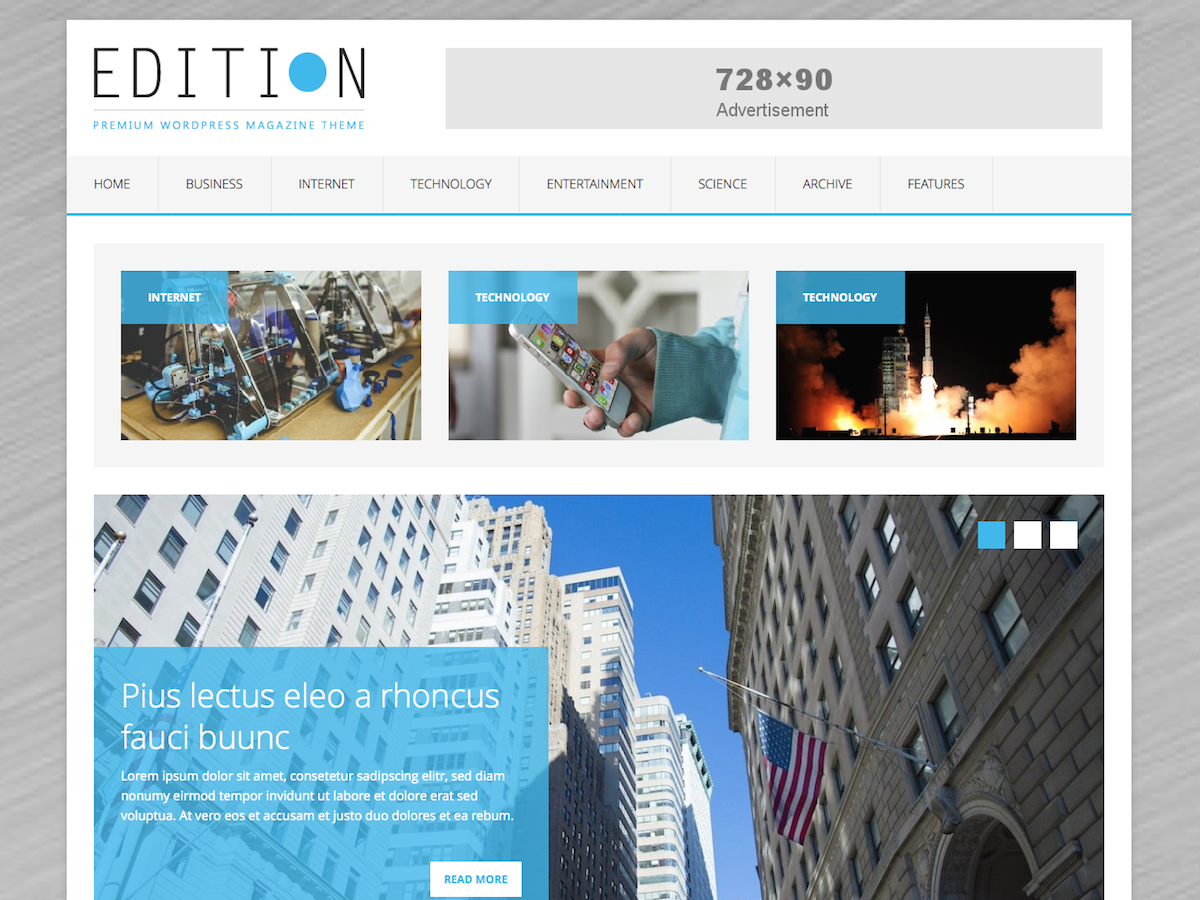 EDITION
PREMIUM WORDPRESS MAGAZINE THEME
728×90
Advertisement
HOME
BUSINESS
INTERNET
TECHNOLOGY
ENTERTAINMENT
SCIENCE
ARCHIVE
FEATURES
INTERNET
TECHNOLOGY
TECHNOLOGY
Pius lectus eleo a rhoncus
fauci buunc
Lorem ipsum dolor sit amet, consetetur sadipscing elitr, sed diam
nonumy eirmod tempor invidunt ut labore et dolore erat sed
voluptua. At vero eos et accusam et justo duo dolores et ea rebum.
READ MORE